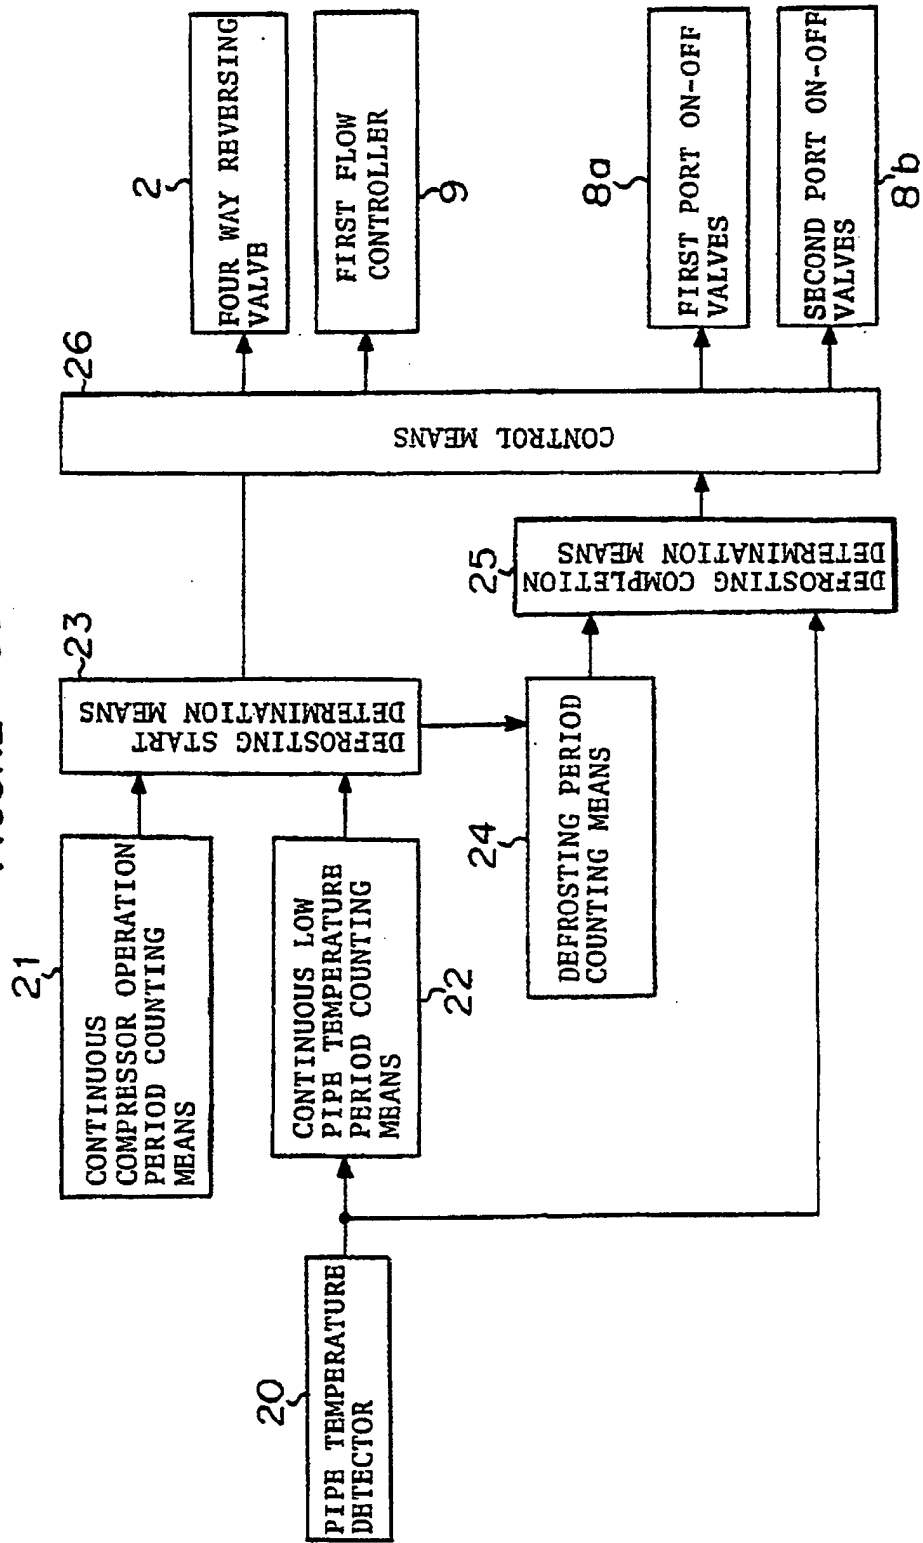 20
PIPE TEMPERATURE
DETECTOR
21
CONTINUOUS
COMPRESSOR OPERATION
PERIOD COUNTING
MEANS
CONTINUOUS LOW
PIPE TEMPERATURE
PERIOD COUNTING
MEANS
22
23
DEFROSTING START
DETERMINATION MEANS
24
DEFROSTING PERIOD
COUNTING MEANS
25
DEFROSTING COMPLETION
DETERMINATION MEANS
26
CONTROL MEANS
2
FOUR WAY REVERSING
VALVE
FIRST FLOW
CONTROLLER
9
8a
FIRST PORT ON-OFF
VALVES
SECOND PORT ON-OFF
VALVES
8b